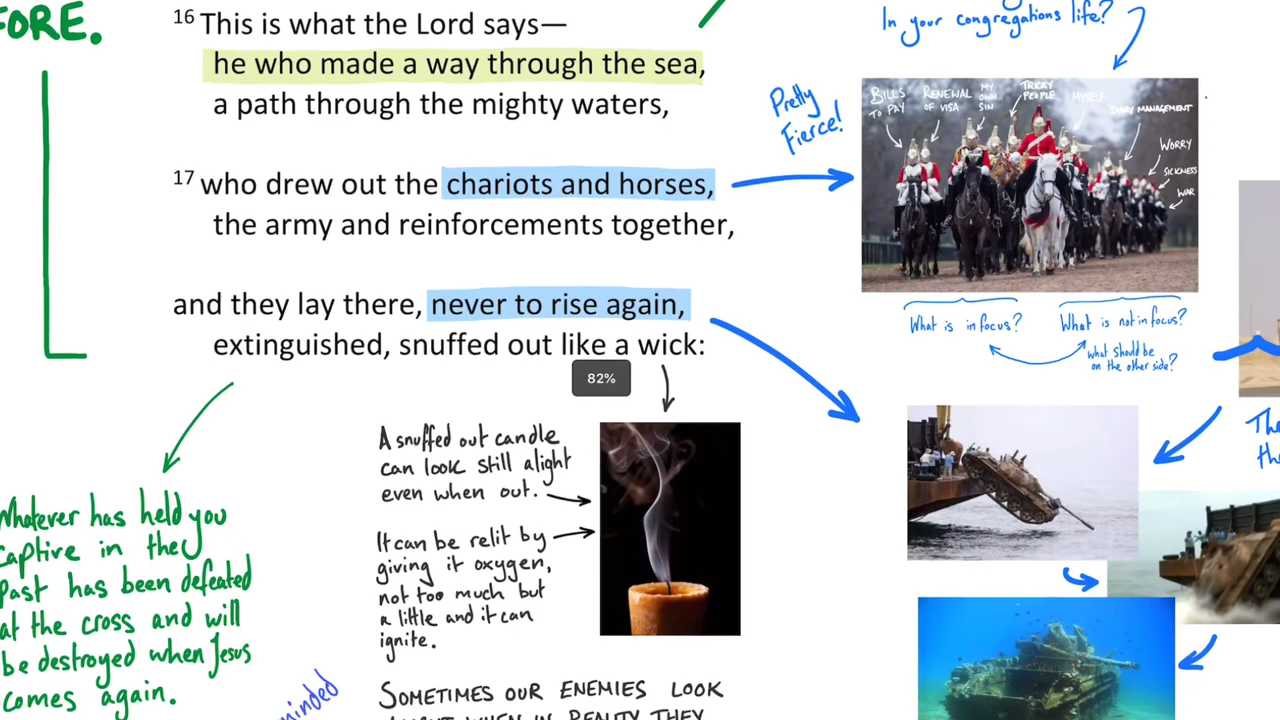 FORE.
16 This is what the Lord says—
he who made a way through the sea,
a path through the mighty waters,
17 who drew out the chariots and horses,
the army and reinforcements together,
and they lay there, never to rise again,
extinguished, snuffed out like a wick:
82%
In your congregations life?
Pretty
Fierce!
BILLS
TO PAY
RENEWAL
OF VISA
MY
OWN
SIN
TRICKY
PEOPLE
MYSELF
DIARY MANAGEMENT
WORRY
SICKNESS
WAR
What is in focus?
What is not in focus?
What should be
on the other side?
A snuffed out candle
can look still alight
even when out.
It can be relit by
giving it oxygen,
not too much but
a little and it can
ignite.
Whatever has held you
captive in the
Past has been defeated
at the cross and will
be destroyed when Jesus
comes again.
minded
SOMETIMES OUR ENEMIES LOOK
WHEN IN REALITY THEY